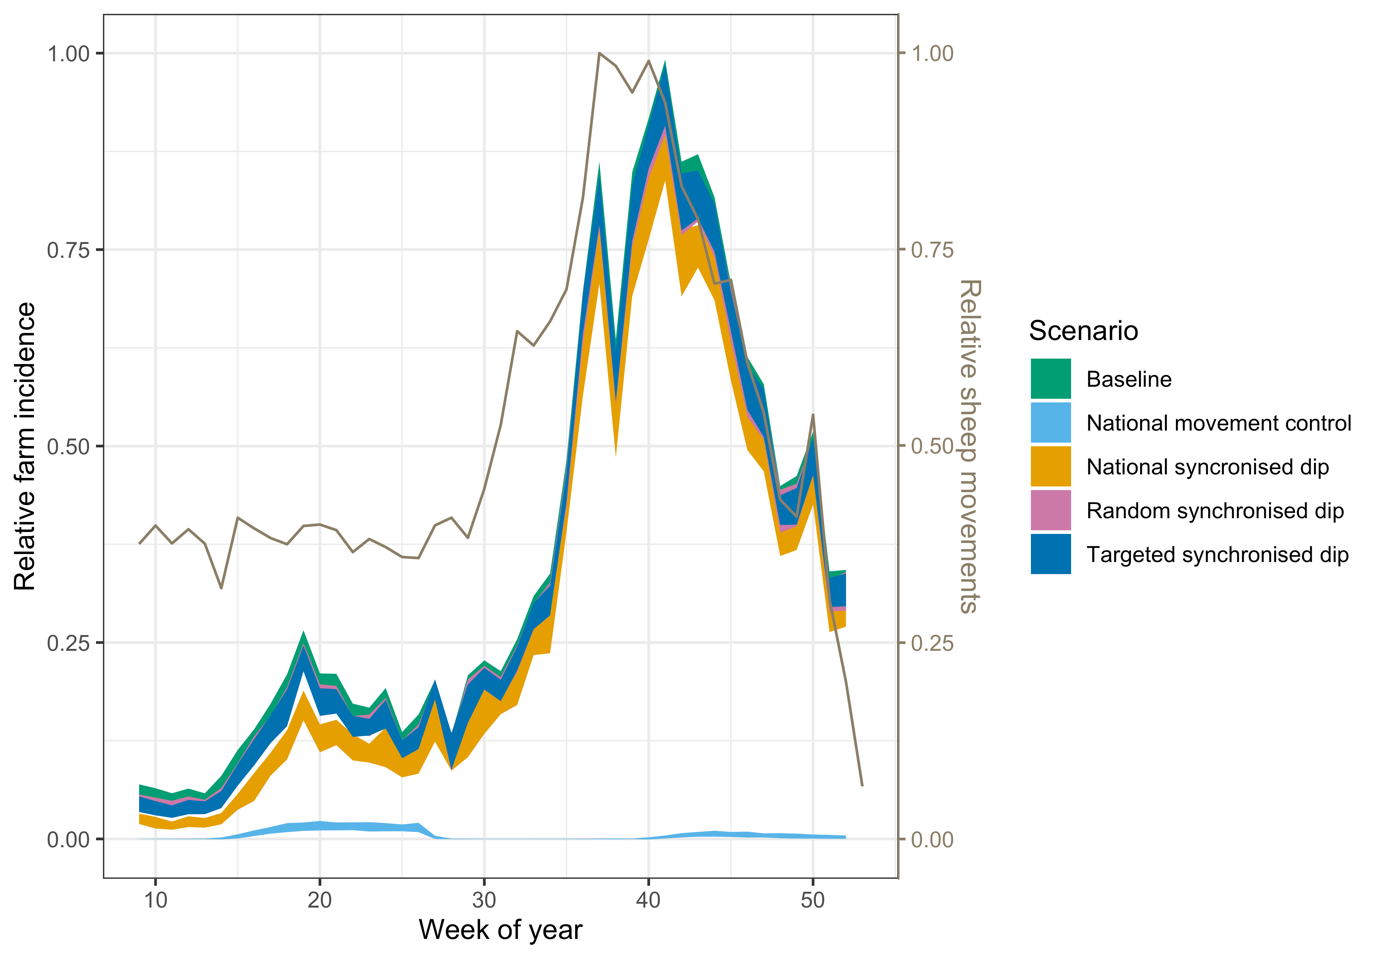 1.00
0.75
0.50
0.25
0.00
Relative farm incidence
10
20
30
40
50
Week of year
1.00
0.75
0.50
0.25
0.00
Relative sheep movements
Scenario
Baseline
National movement control
National syncronised dip
Random synchronised dip
Targeted synchronised dip